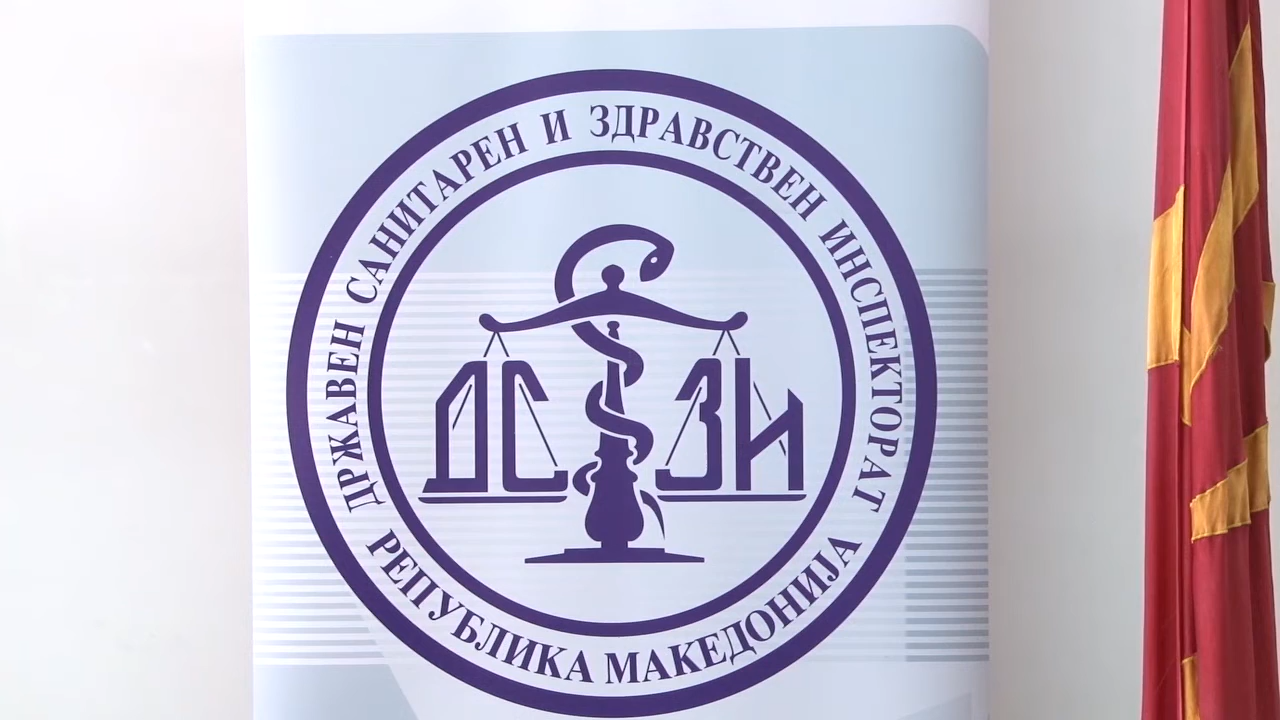 ДРЖАВЕН САНИТАРЕН И ЗДРАВСТВЕН ИНСПЕКТОРАТ
ДСЗИ
РЕПУБЛИКА МАКЕДОНИЈА